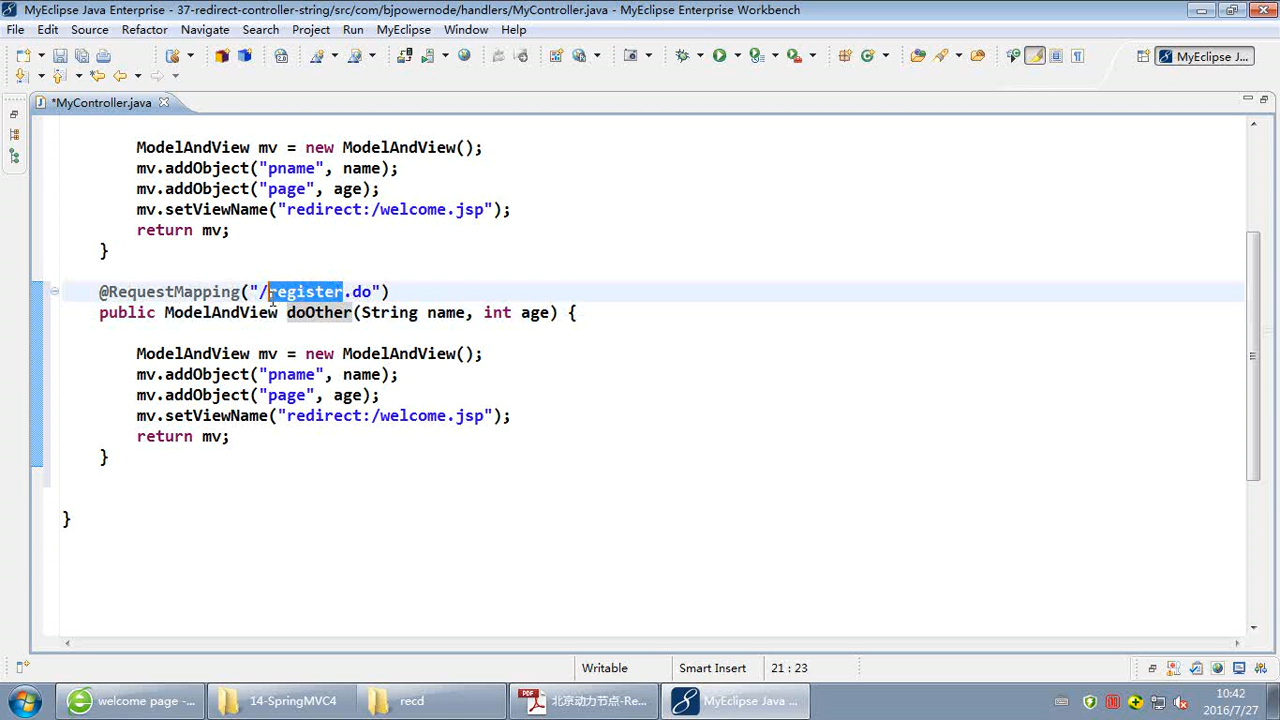 MyEclipse Java Enterprise - 37-redirect-controller-string/src/com/bjpowernode/handlers/MyController.java - MyEclipse Enterprise Workbench
File Edit Source Refactor Navigate Search Project Run MyEclipse Window Help
MyEclipse J...
*MyController.java
ModelAndView mv = new ModelAndView();
mv.addObject("pname", name);
mv.addObject("page", age);
mv.setViewName("redirect:/welcome.jsp");
return mv;
}
@RequestMapping("/register.do")
public ModelAndView doOther(String name, int age) {
ModelAndView mv = new ModelAndView();
mv.addObject("pname", name);
mv.addObject("page", age);
mv.setViewName("redirect:/welcome.jsp");
return mv;
}
}
Writable Smart Insert 21 : 23
welcome page -... 14-SpringMVC4 recd 北京动力节点-Re... MyEclipse Java ... 10:42
2016/7/27